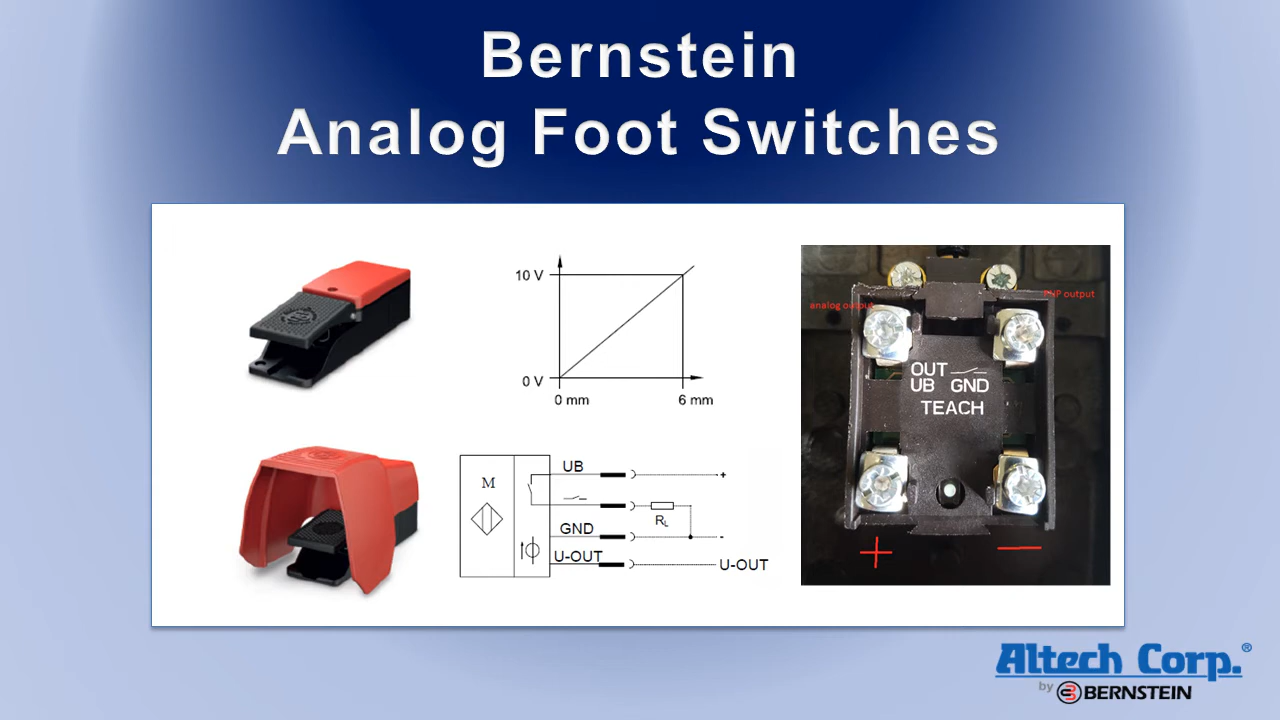 Bernstein
Analog Foot Switches
10 V
0 V
0 mm
6 mm
M
UB
+
RL
GND
-
U-OUT
U-OUT
analog output
PNP output
OUT
UB GND
TEACH
+ —
Altech Corp.®
by BERNSTEIN